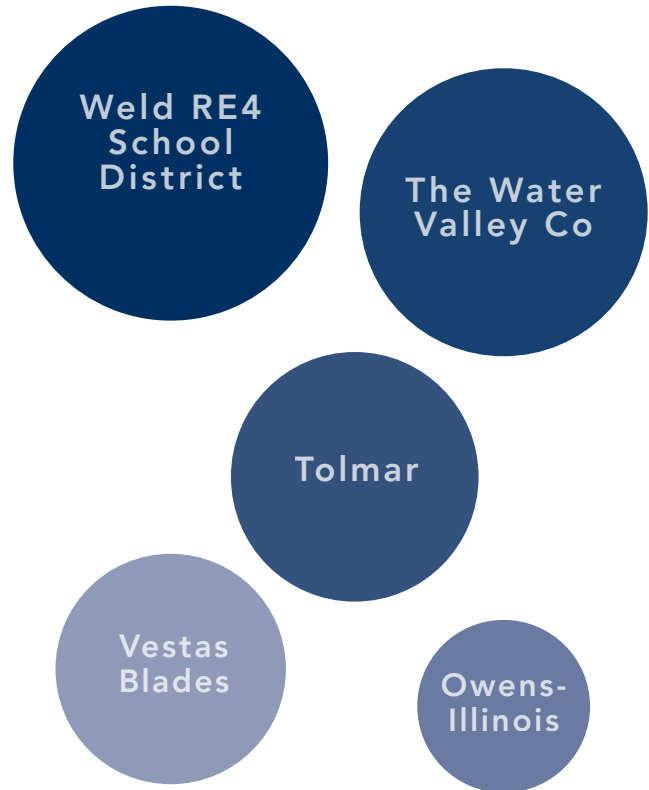 Weld RE4
School
District
The Water
Valley Co
Tolmar
Vestas
Blades
Owens-
Illinois